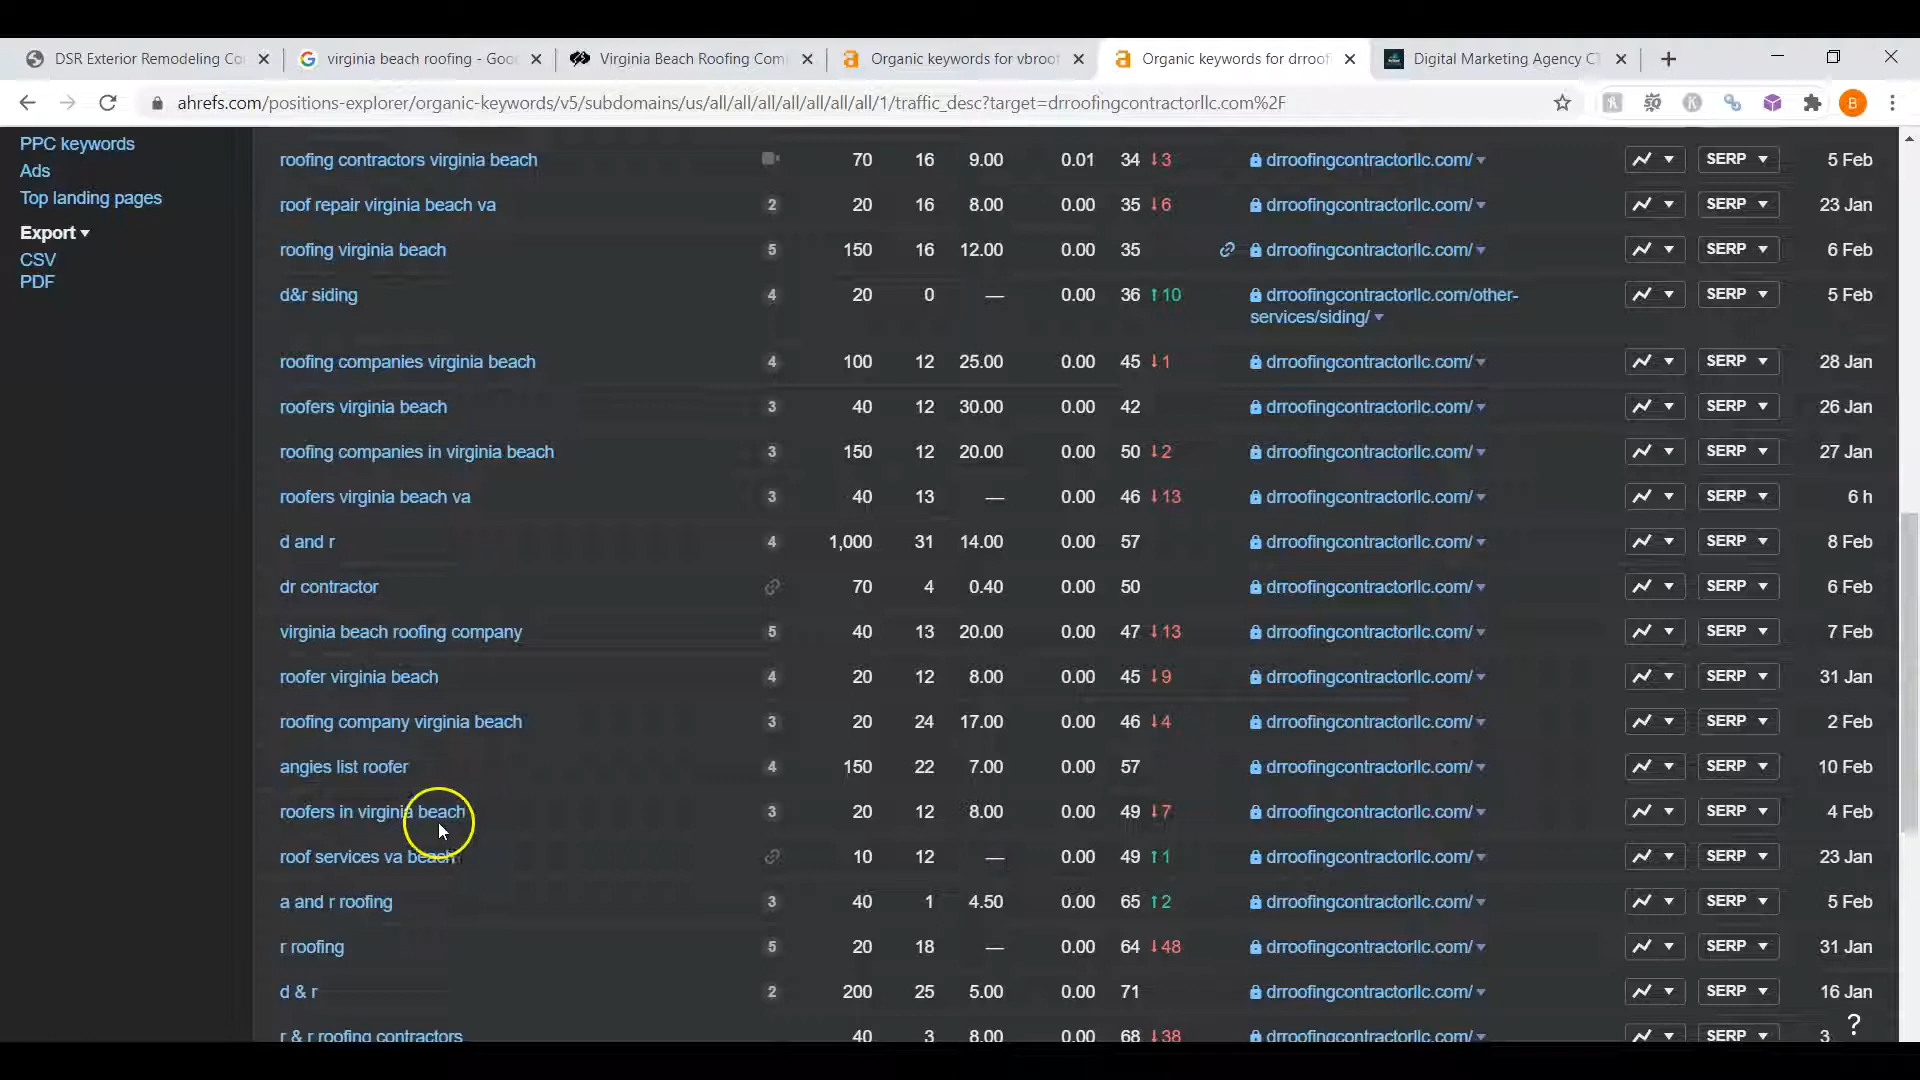 DSR Exterior Remodeling Co
virginia beach roofing - Goo
Virginia Beach Roofing Com
Organic keywords for vbroof
Organic keywords for drroof
Digital Marketing Agency CT
ahrefs.com/positions-explorer/organic-keywords/v5/subdomains/us/all/all/all/all/all/all/all/1/traffic_desc?target=drroofingcontractorllc.com%2F
B
PPC keywords
Ads
Top landing pages
Export
CSV
PDF
roofing contractors virginia beach 70 16 9.00 0.01 34 ↓3 drroofingcontractorllc.com/ SERP 5 Feb
roof repair virginia beach va 2 20 16 8.00 0.00 35 ↓6 drroofingcontractorllc.com/ SERP 23 Jan
roofing virginia beach 5 150 16 12.00 0.00 35 drroofingcontractorllc.com/ SERP 6 Feb
d&r siding 4 20 0 — 0.00 36 ↑10 drroofingcontractorllc.com/other- SERP 5 Feb
services/siding/
roofing companies virginia beach 4 100 12 25.00 0.00 45 ↓1 drroofingcontractorllc.com/ SERP 28 Jan
roofers virginia beach 3 40 12 30.00 0.00 42 drroofingcontractorllc.com/ SERP 26 Jan
roofing companies in virginia beach 3 150 12 20.00 0.00 50 ↓2 drroofingcontractorllc.com/ SERP 27 Jan
roofers virginia beach va 3 40 13 — 0.00 46 ↓13 drroofingcontractorllc.com/ SERP 6 h
d and r 4 1,000 31 14.00 0.00 57 drroofingcontractorllc.com/ SERP 8 Feb
dr contractor 70 4 0.40 0.00 50 drroofingcontractorllc.com/ SERP 6 Feb
virginia beach roofing company 5 40 13 20.00 0.00 47 ↓13 drroofingcontractorllc.com/ SERP 7 Feb
roofer virginia beach 4 20 12 8.00 0.00 45 ↓9 drroofingcontractorllc.com/ SERP 31 Jan
roofing company virginia beach 3 20 24 17.00 0.00 46 ↓4 drroofingcontractorllc.com/ SERP 2 Feb
angies list roofer 4 150 22 7.00 0.00 57 drroofingcontractorllc.com/ SERP 10 Feb
roofers in virginia beach 3 20 12 8.00 0.00 49 ↓7 drroofingcontractorllc.com/ SERP 4 Feb
roof services va beach 10 12 — 0.00 49 ↑1 drroofingcontractorllc.com/ SERP 23 Jan
a and r roofing 3 40 1 4.50 0.00 65 ↑2 drroofingcontractorllc.com/ SERP 5 Feb
r roofing 5 20 18 — 0.00 64 ↓48 drroofingcontractorllc.com/ SERP 31 Jan
d & r 2 200 25 5.00 0.00 71 drroofingcontractorllc.com/ SERP 16 Jan
r & r roofing contractors 40 3 8.00 0.00 68 ↓38 drroofingcontractorllc.com/ SERP 3
?